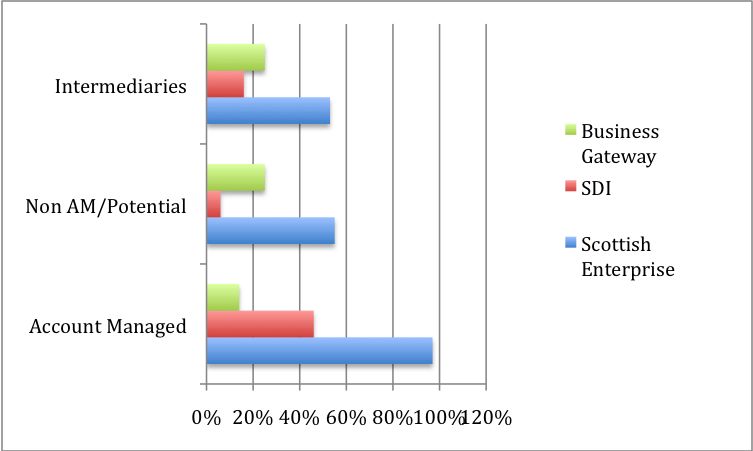 Intermediaries
Non AM/Potential
Account Managed
0% 20% 40% 60% 80% 100% 120%
Business
Gateway
SDI
Scottish
Enterprise